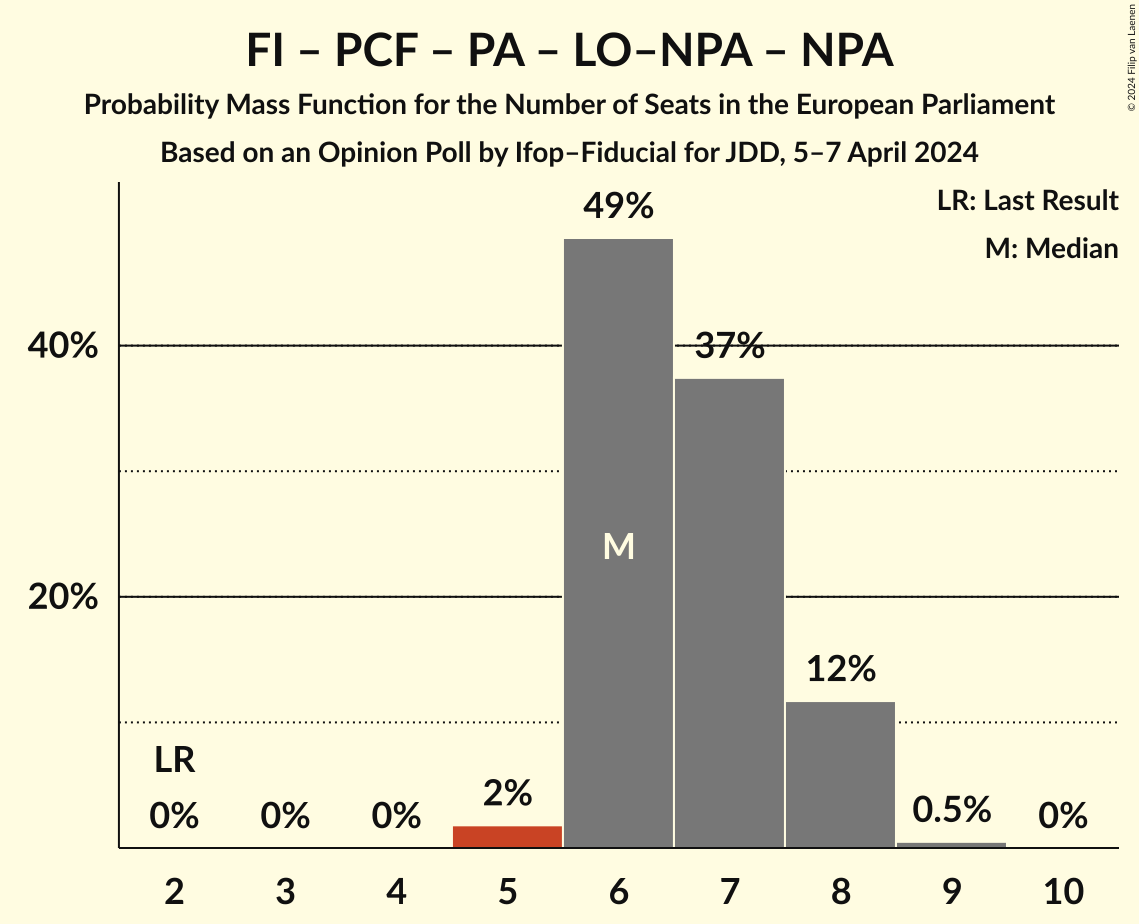 FI – PCF – PA – LO–NPA – NPA
Probability Mass Function for the Number of Seats in the European Parliament
Based on an Opinion Poll by Ifop–Fiducial for JDD, 5–7 April 2024
© 2024 Filip van Laenen
LR: Last Result
M: Median
49%
40%
37%
M
20%
12%
LR
2%
0% 0% 0% 0.5% 0%
2 3 4 5 6 7 8 9 10